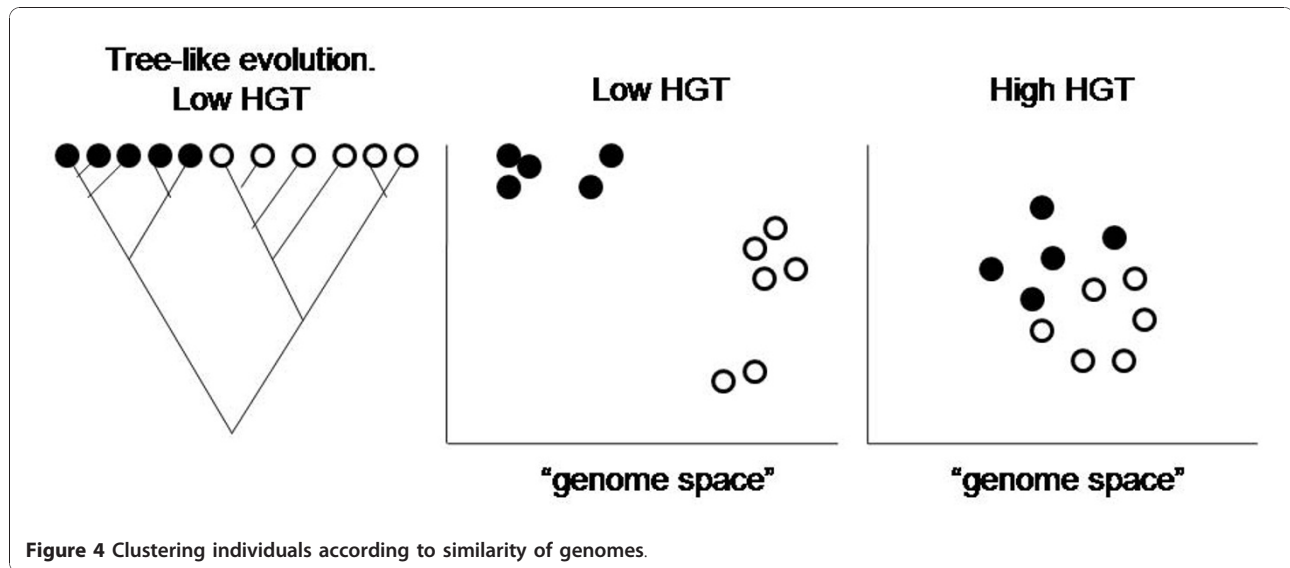 Tree-like evolution.
Low HGT
Low HGT
High HGT
“genome space”
“genome space”
Figure 4 Clustering individuals according to similarity of genomes.